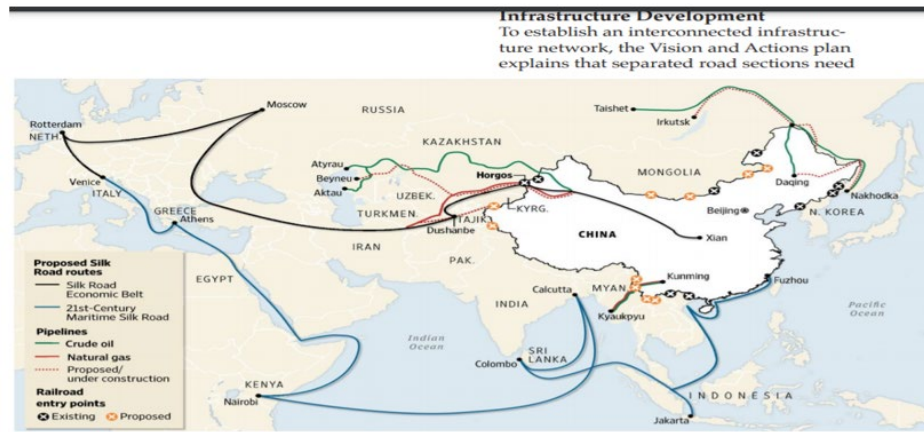 Infrastructure Development
To establish an interconnected infrastruc-
ture network, the Vision and Actions plan
explains that separated road sections need
Moscow
RUSSIA
Taishet
Irkutsk
Rotterdam
NETH.
KAZAKHSTAN
Atyrau
Beyneu
Aktau
Horgos
MONGOLIA
Daqing
Nakhodka
Venice
ITALY
UZBEK.
KYRG.
GREECE
Athens
TURKMEN.
TAJIK.
Dushanbe
Beijing
N. KOREA
CHINA
Xian
IRAN
PAK.
EGYPT
Calcutta
MYAN.
Kunming
Fuzhou
INDIA
Kyaukpyu
Pacific
Ocean
Indian
Ocean
Colombo
SRI
LANKA
KENYA
Nairobi
INDONESIA
Jakarta
Proposed Silk
Road routes
Silk Road
Economic Belt
21st-Century
Maritime Silk Road
Pipelines
Crude oil
Natural gas
Proposed/
under construction
Railroad
entry points
Existing
Proposed